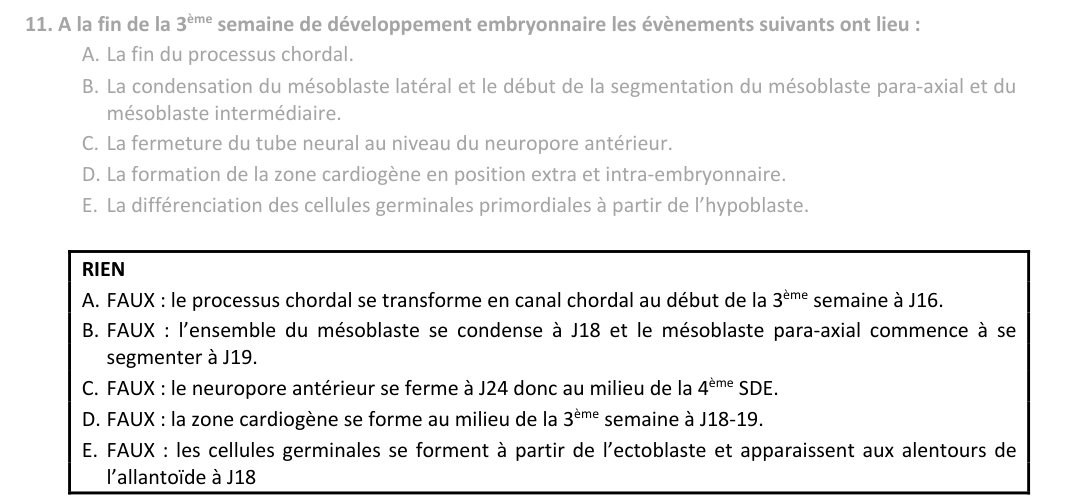 11. A la fin de la 3ème semaine de développement embryonnaire les évènements suivants ont lieu :
A. La fin du processus chordal.
B. La condensation du mésoblaste latéral et le début de la segmentation du mésoblaste para-axial et du
mésoblaste intermédiaire.
C. La fermeture du tube neural au niveau du neuropore antérieur.
D. La formation de la zone cardiogène en position extra et intra-embryonnaire.
E. La différenciation des cellules germinales primordiales à partir de l’hypoblaste.
RIEN
A. FAUX : le processus chordal se transforme en canal chordal au début de la 3ème semaine à J16.
B. FAUX : l’ensemble du mésoblaste se condense à J18 et le mésoblaste para-axial commence à se
segmenter à J19.
C. FAUX : le neuropore antérieur se ferme à J24 donc au milieu de la 4ème SDE.
D. FAUX : la zone cardiogène se forme au milieu de la 3ème semaine à J18-19.
E. FAUX : les cellules germinales se forment à partir de l’ectoblaste et apparaissent aux alentours de
l’allantoïde à J18